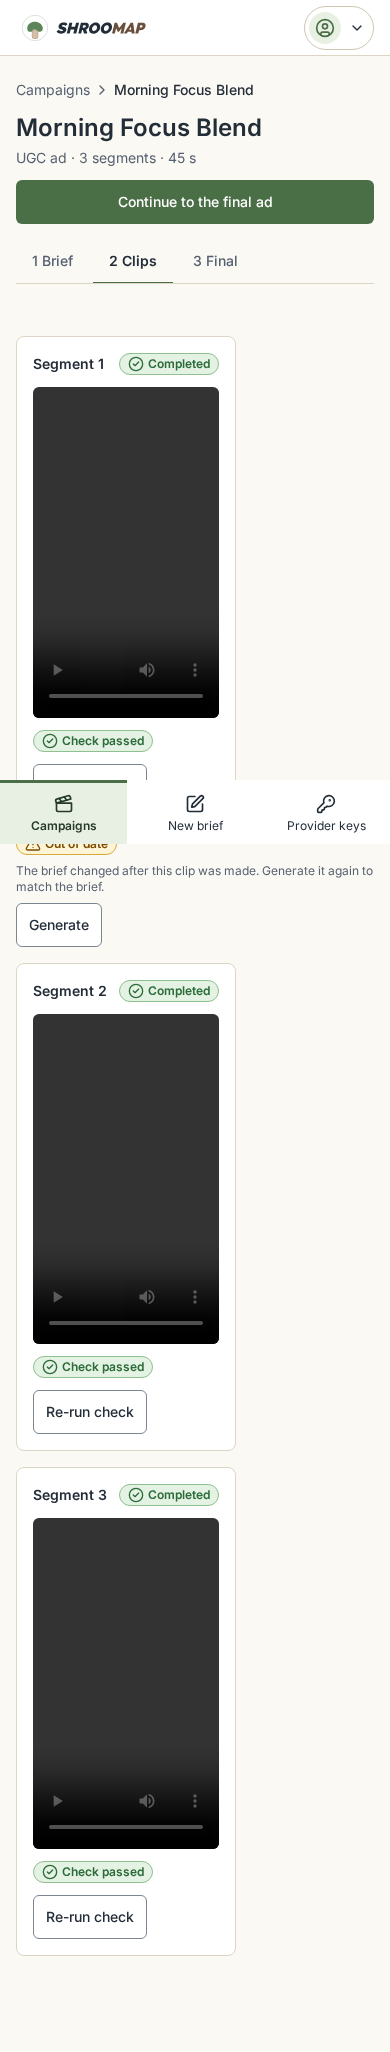 SHROOMAP
Campaigns > Morning Focus Blend
Morning Focus Blend
UGC ad · 3 segments · 45 s
Continue to the final ad
1 Brief 2 Clips 3 Final
Segment 1 Completed
Check passed
Campaigns New brief Provider keys
Out of date
The brief changed after this clip was made. Generate it again to
match the brief.
Generate
Segment 2 Completed
Check passed
Re-run check
Segment 3 Completed
Check passed
Re-run check